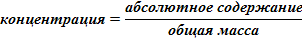 концентрация = абсолютное содержание
общая масса